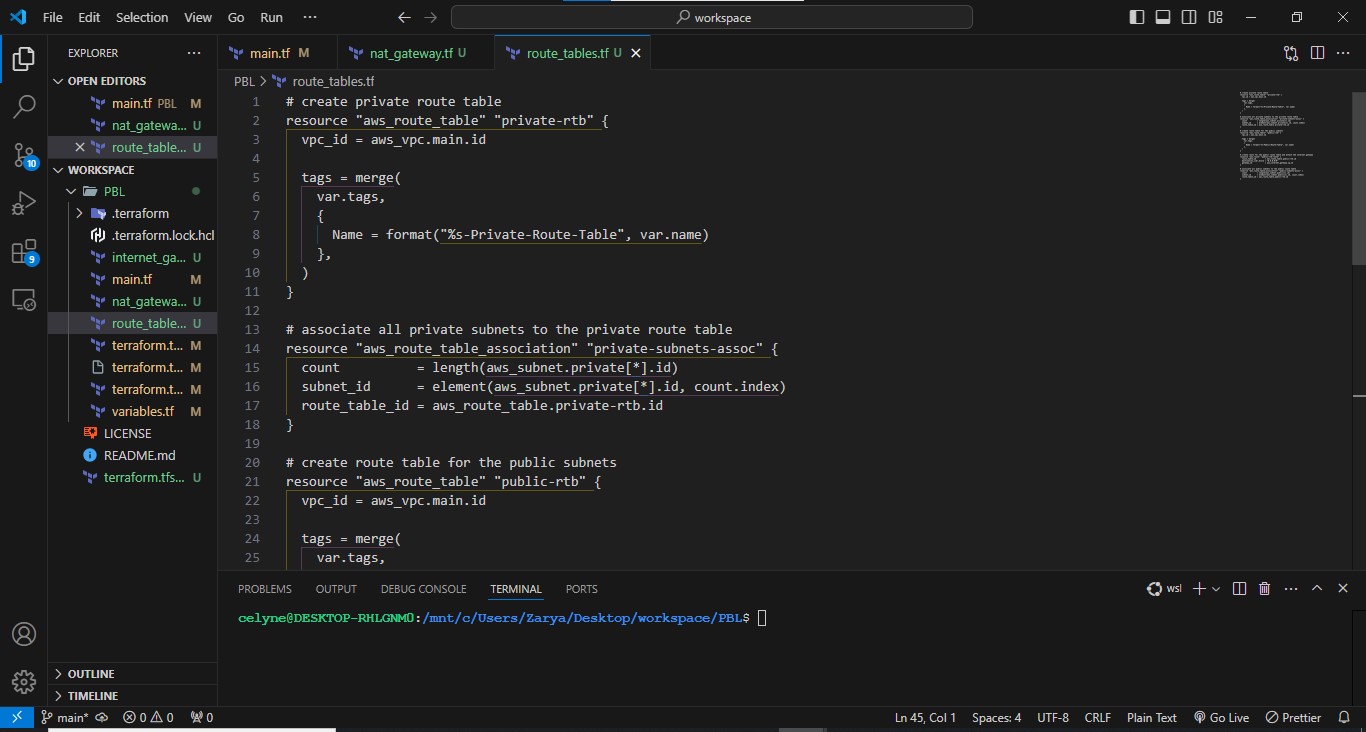 File Edit Selection View Go Run ··· workspace
EXPLORER ···
OPEN EDITORS
main.tf PBL M
nat_gatewa... U
route_table... U
WORKSPACE
PBL
.terraform
.terraform.lock.hcl
internet_ga... U
main.tf M
nat_gatewa... U
route_table... U
terraform.t... M
terraform.t... M
terraform.t... M
variables.tf M
LICENSE
README.md
terraform.tfs... U
OUTLINE
TIMELINE
10
9
main.tf M nat_gateway.tf U route_tables.tf U
PBL > route_tables.tf
1 # create private route table
2 resource "aws_route_table" "private-rtb" {
3 vpc_id = aws_vpc.main.id
4
5 tags = merge(
6 var.tags,
7 {
8 Name = format("%s-Private-Route-Table", var.name)
9 },
10 )
11 }
12
13 # associate all private subnets to the private route table
14 resource "aws_route_table_association" "private-subnets-assoc" {
15 count = length(aws_subnet.private[*].id)
16 subnet_id = element(aws_subnet.private[*].id, count.index)
17 route_table_id = aws_route_table.private-rtb.id
18 }
19
20 # create route table for the public subnets
21 resource "aws_route_table" "public-rtb" {
22 vpc_id = aws_vpc.main.id
23
24 tags = merge(
25 var.tags,
PROBLEMS OUTPUT DEBUG CONSOLE TERMINAL PORTS wsl
celyne@DESKTOP-RHLGNM0:/mnt/c/Users/Zarya/Desktop/workspace/PBL$
main* 0 0 0 Ln 45, Col 1 Spaces: 4 UTF-8 CRLF Plain Text Go Live Prettier